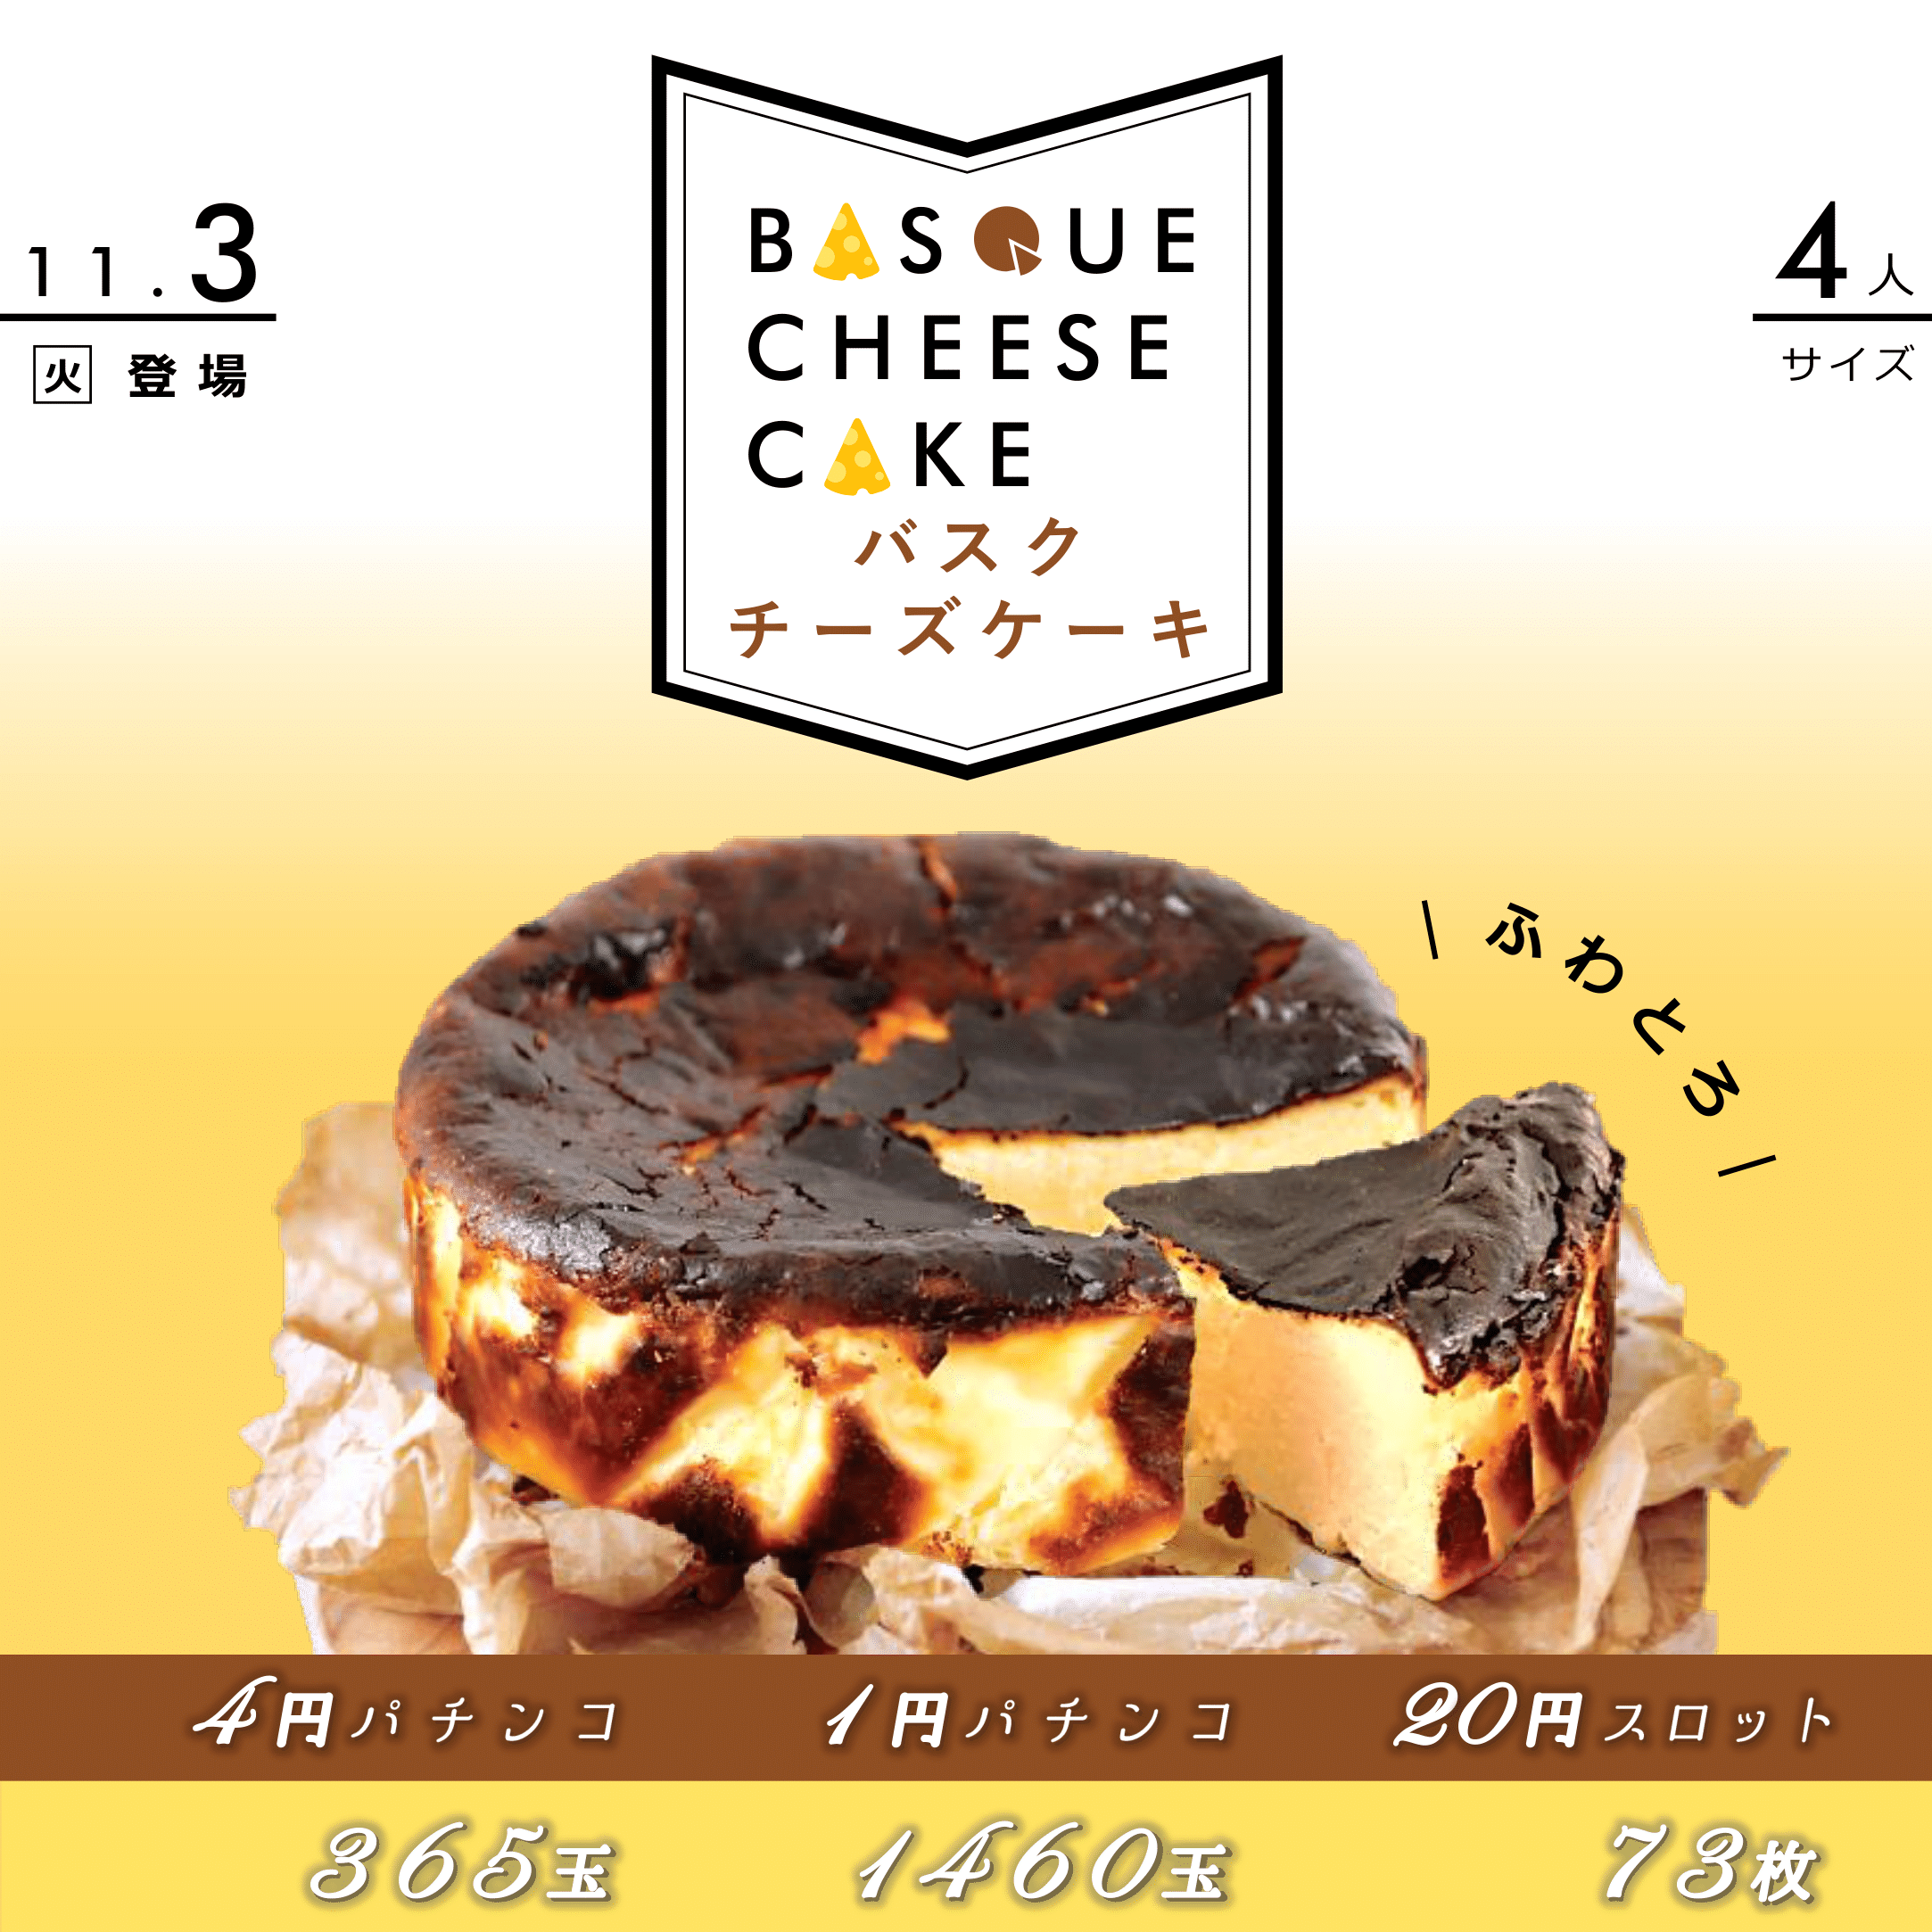 11.3
火 登場
BASQUE
CHEESE
CAKE
バスク
チーズケーキ
4人
サイズ
\ ふわとろ /
4円パチンコ 1円パチンコ 20円スロット
365玉 1460玉 73枚